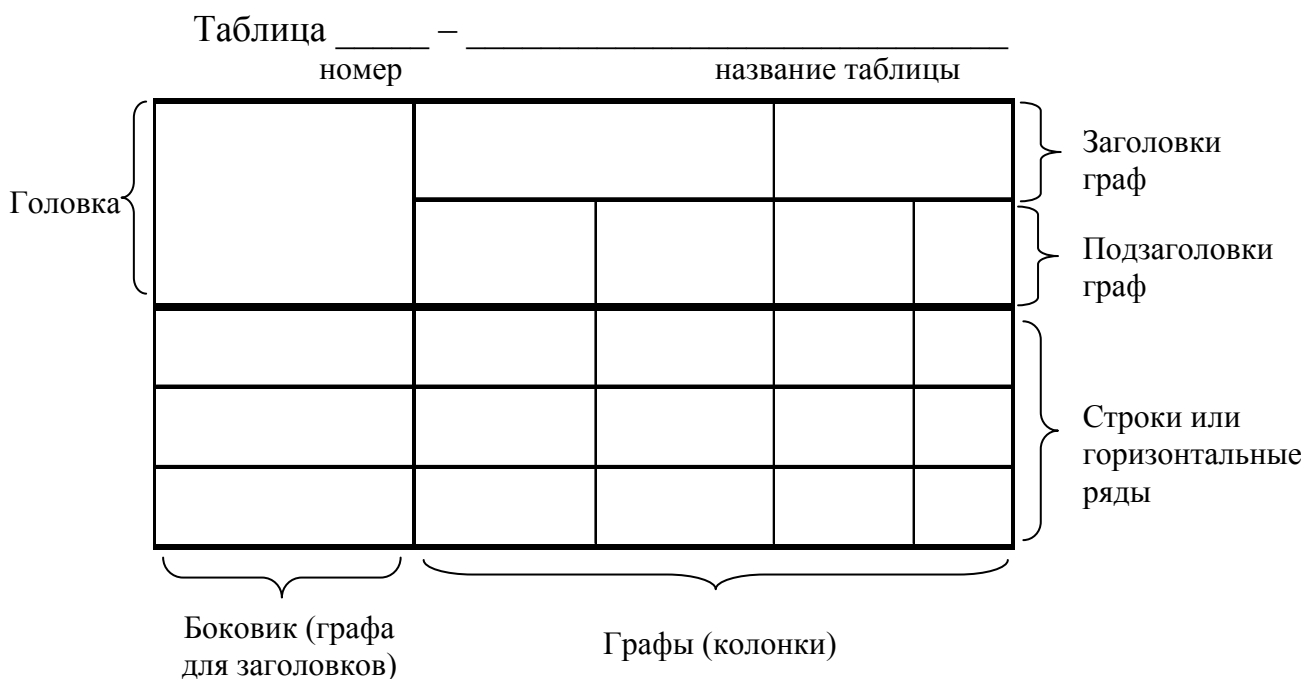 Таблица _____ – ______________________________
номер название таблицы
Заголовки
граф
Головка
Подзаголовки
граф
Строки или
горизонтальные
ряды
Боковик (графа
для заголовков)
Графы (колонки)